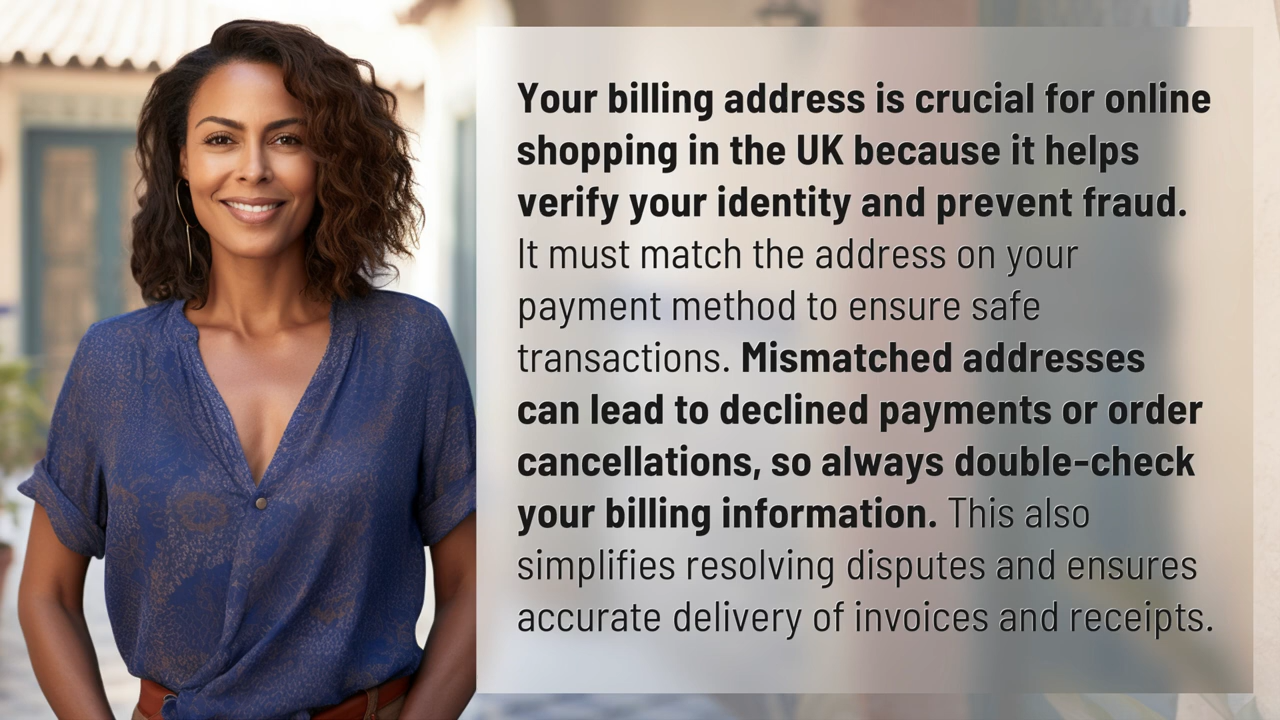 Your billing address is crucial for online
shopping in the UK because it helps
verify your identity and prevent fraud.
It must match the address on your
payment method to ensure safe
transactions. Mismatched addresses
can lead to declined payments or order
cancellations, so always double-check
your billing information. This also
simplifies resolving disputes and ensures
accurate delivery of invoices and receipts.